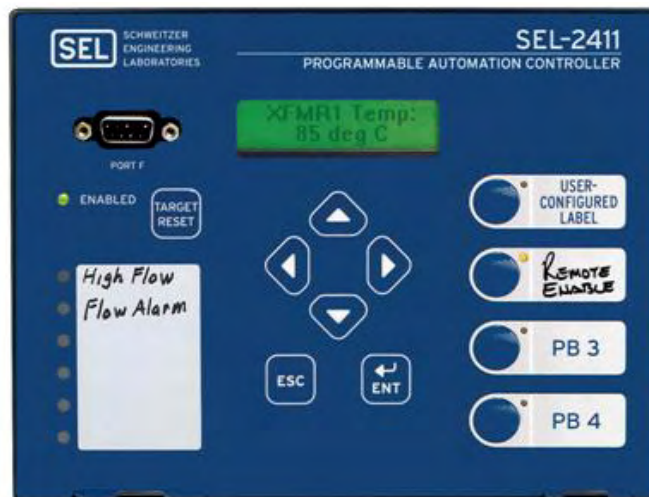 SEL
SCHWEITZER
ENGINEERING
LABORATORIES
SEL-2411
PROGRAMMABLE AUTOMATION CONTROLLER
XFMR1 Temp:
85 deg C
PORT F
ENABLED
TARGET
RESET
High Flow
Flow Alarm
USER-
CONFIGURED
LABEL
REMOTE
ENABLE
PB 3
PB 4
ESC
ENT